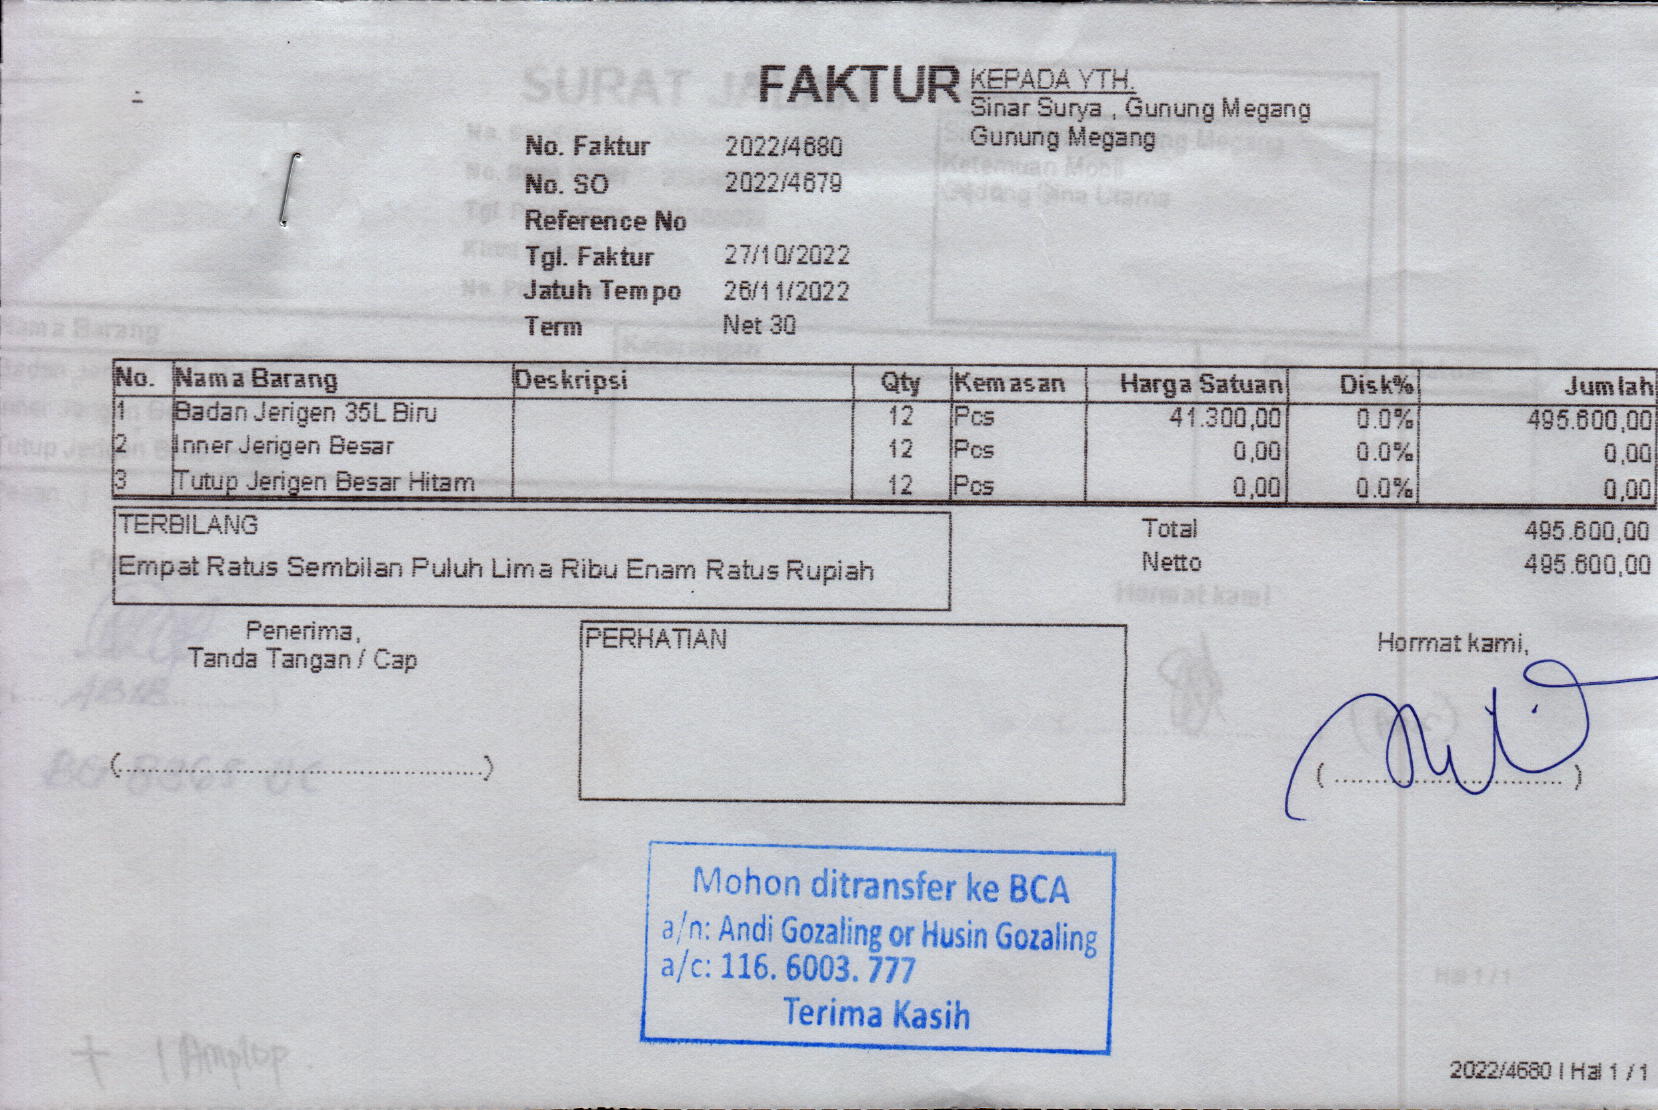 FAKTUR
KEPADA YTH.
Sinar Surya , Gunung Megang
Gunung Megang
No. Faktur 2022/4680
No. SO 2022/4679
Reference No
Tgl. Faktur 27/10/2022
Jatuh Tempo 26/11/2022
Term Net 30
No. Nama Barang Deskripsi Qty Kemasan Harga Satuan Disk% Jumlah
1 Badan Jerigen 35L Biru 12 Pcs 41.300,00 0.0% 495.600,00
2 Inner Jerigen Besar 12 Pcs 0,00 0.0% 0,00
3 Tutup Jerigen Besar Hitam 12 Pcs 0,00 0.0% 0,00
TERBILANG
Empat Ratus Sembilan Puluh Lima Ribu Enam Ratus Rupiah
Total 495.600,00
Netto 495.600,00
Penerima,
Tanda Tangan / Cap
PERHATIAN
Hormat kami,
Mohon ditransfer ke BCA
a/n: Andi Gozaling or Husin Gozaling
a/c: 116. 6003. 777
Terima Kasih
+ 1 Amplop.
2022/4680 | Hal 1 / 1